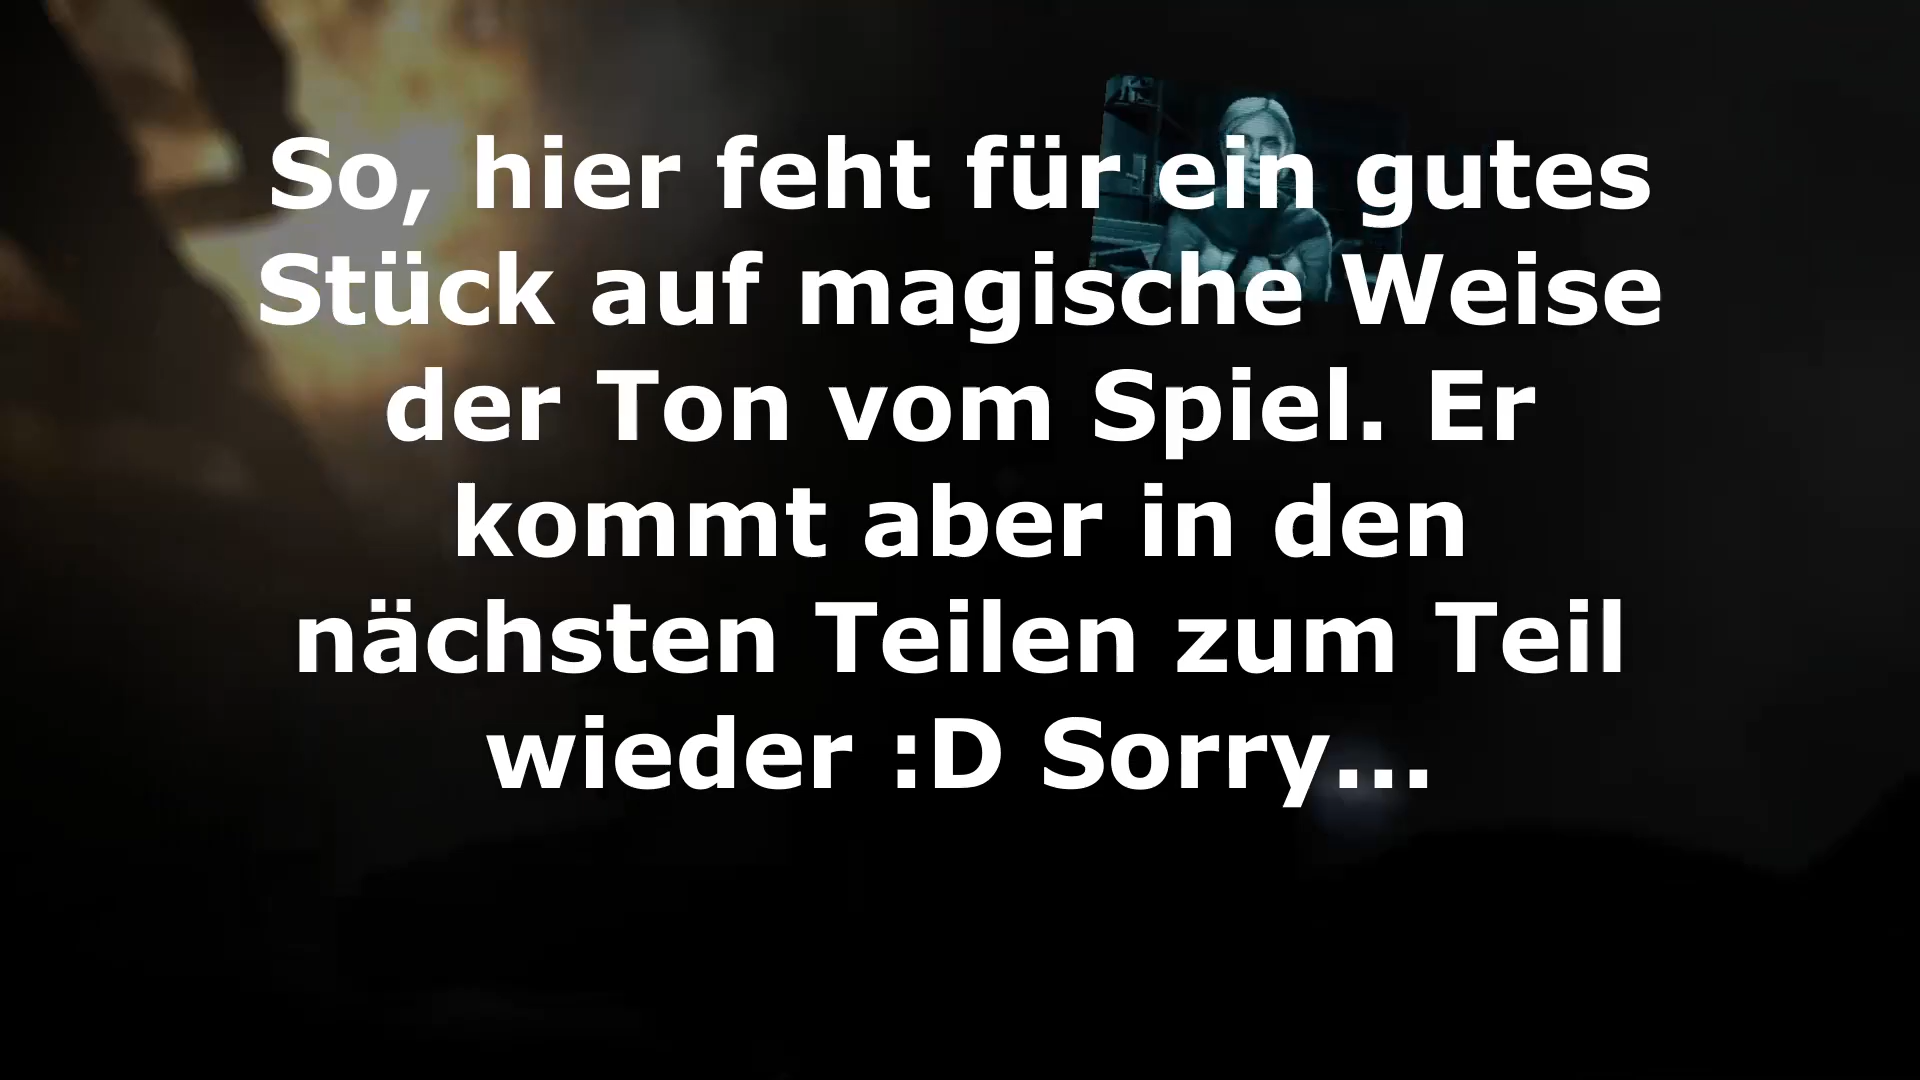 So, hier feht für ein gutes
Stück auf magische Weise
der Ton vom Spiel. Er
kommt aber in den
nächsten Teilen zum Teil
wieder :D Sorry...